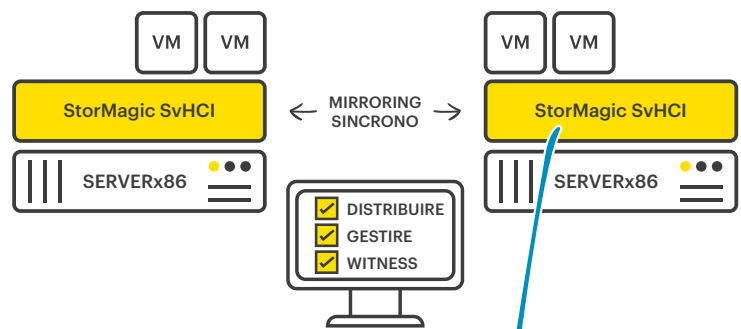 VM VM
VM VM
StorMagic SvHCI
MIRRORING
SINCRONO
StorMagic SvHCI
SERVERx86
SERVERx86
DISTRIBUIRE
GESTIRE
WITNESS